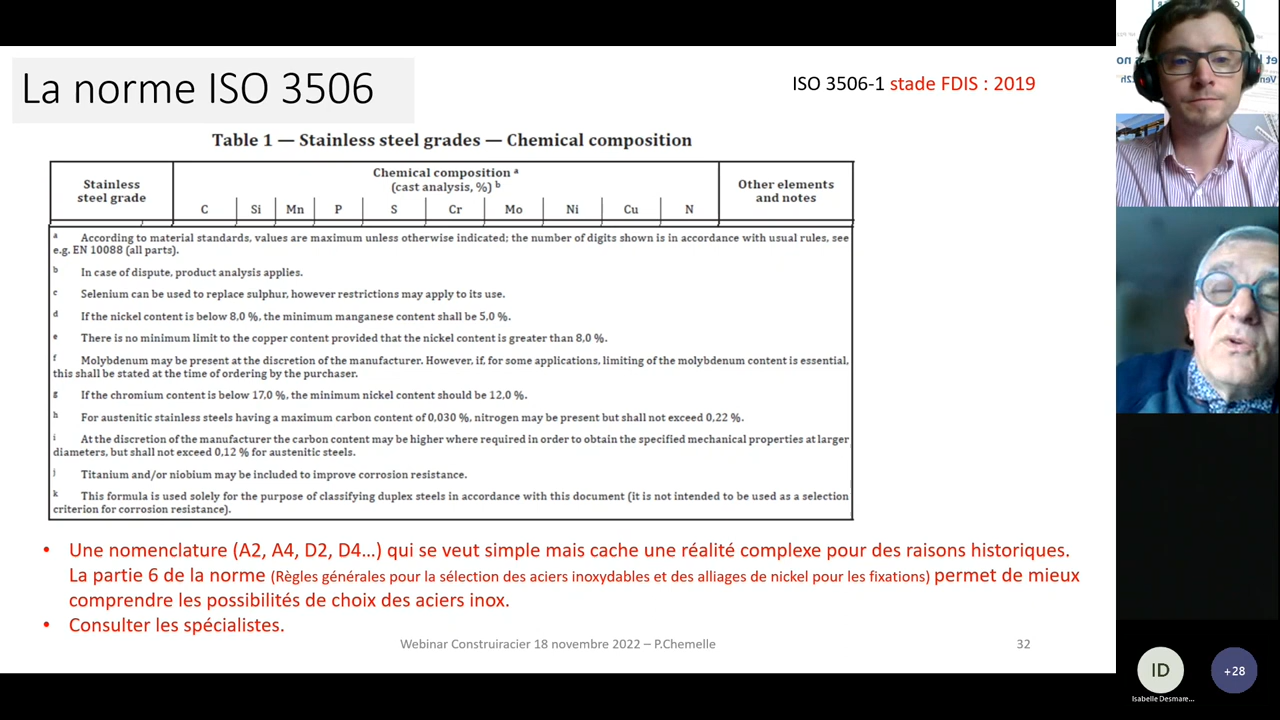 La norme ISO 3506
ISO 3506-1 stade FDIS : 2019
Table 1 — Stainless steel grades — Chemical composition
Stainless
steel grade
Chemical composition a
(cast analysis, %) b
C Si Mn P S Cr Mo Ni Cu N
Other elements
and notes
a According to material standards, values are maximum unless otherwise indicated; the number of digits shown is in accordance with usual rules, see
e.g. EN 10088 (all parts).
b In case of dispute, product analysis applies.
c Selenium can be used to replace sulphur, however restrictions may apply to its use.
d If the nickel content is below 8,0 %, the minimum manganese content shall be 5,0 %.
e There is no minimum limit to the copper content provided that the nickel content is greater than 8,0 %.
f Molybdenum may be present at the discretion of the manufacturer. However, if, for some applications, limiting of the molybdenum content is essential,
this shall be stated at the time of ordering by the purchaser.
g If the chromium content is below 17,0 %, the minimum nickel content should be 12,0 %.
h For austenitic stainless steels having a maximum carbon content of 0,030 %, nitrogen may be present but shall not exceed 0,22 %.
i At the discretion of the manufacturer the carbon content may be higher where required in order to obtain the specified mechanical properties at larger
diameters, but shall not exceed 0,12 % for austenitic steels.
j Titanium and/or niobium may be included to improve corrosion resistance.
k This formula is used solely for the purpose of classifying duplex steels in accordance with this document (it is not intended to be used as a selection
criterion for corrosion resistance).
• Une nomenclature (A2, A4, D2, D4…) qui se veut simple mais cache une réalité complexe pour des raisons historiques.
La partie 6 de la norme (Règles générales pour la sélection des aciers inoxydables et des alliages de nickel pour les fixations) permet de mieux
comprendre les possibilités de choix des aciers inox.
• Consulter les spécialistes.
Webinar Construiracier 18 novembre 2022 – P.Chemelle
32
ID
+28
Isabelle Desmare...